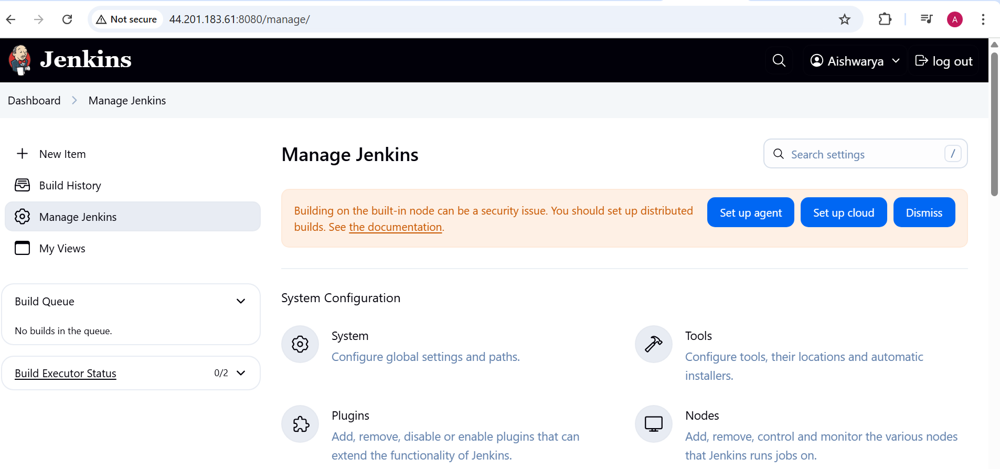 Not secure 44.201.183.61:8080/manage/
A
Jenkins
Aishwarya
log out
Dashboard
Manage Jenkins
New Item
Build History
Manage Jenkins
My Views
Build Queue
No builds in the queue.
Build Executor Status
0/2
Manage Jenkins
Search settings
/
Building on the built-in node can be a security issue. You should set up distributed
builds. See the documentation.
Set up agent
Set up cloud
Dismiss
System Configuration
System
Configure global settings and paths.
Tools
Configure tools, their locations and automatic
installers.
Plugins
Add, remove, disable or enable plugins that can
extend the functionality of Jenkins.
Nodes
Add, remove, control and monitor the various nodes
that Jenkins runs jobs on.